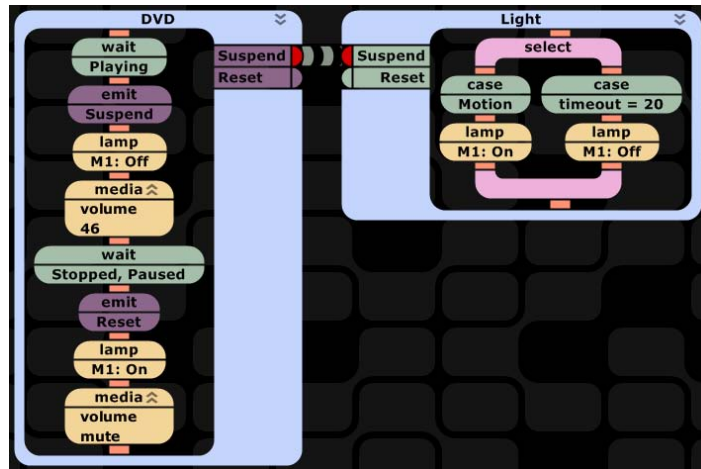 DVD
wait
Playing
emit
Suspend
lamp
M1: Off
media
volume
46
wait
Stopped, Paused
emit
Reset
lamp
M1: On
media
volume
mute
Suspend
Reset
Light
Suspend
Reset
select
case
Motion
lamp
M1: On
case
timeout = 20
lamp
M1: Off